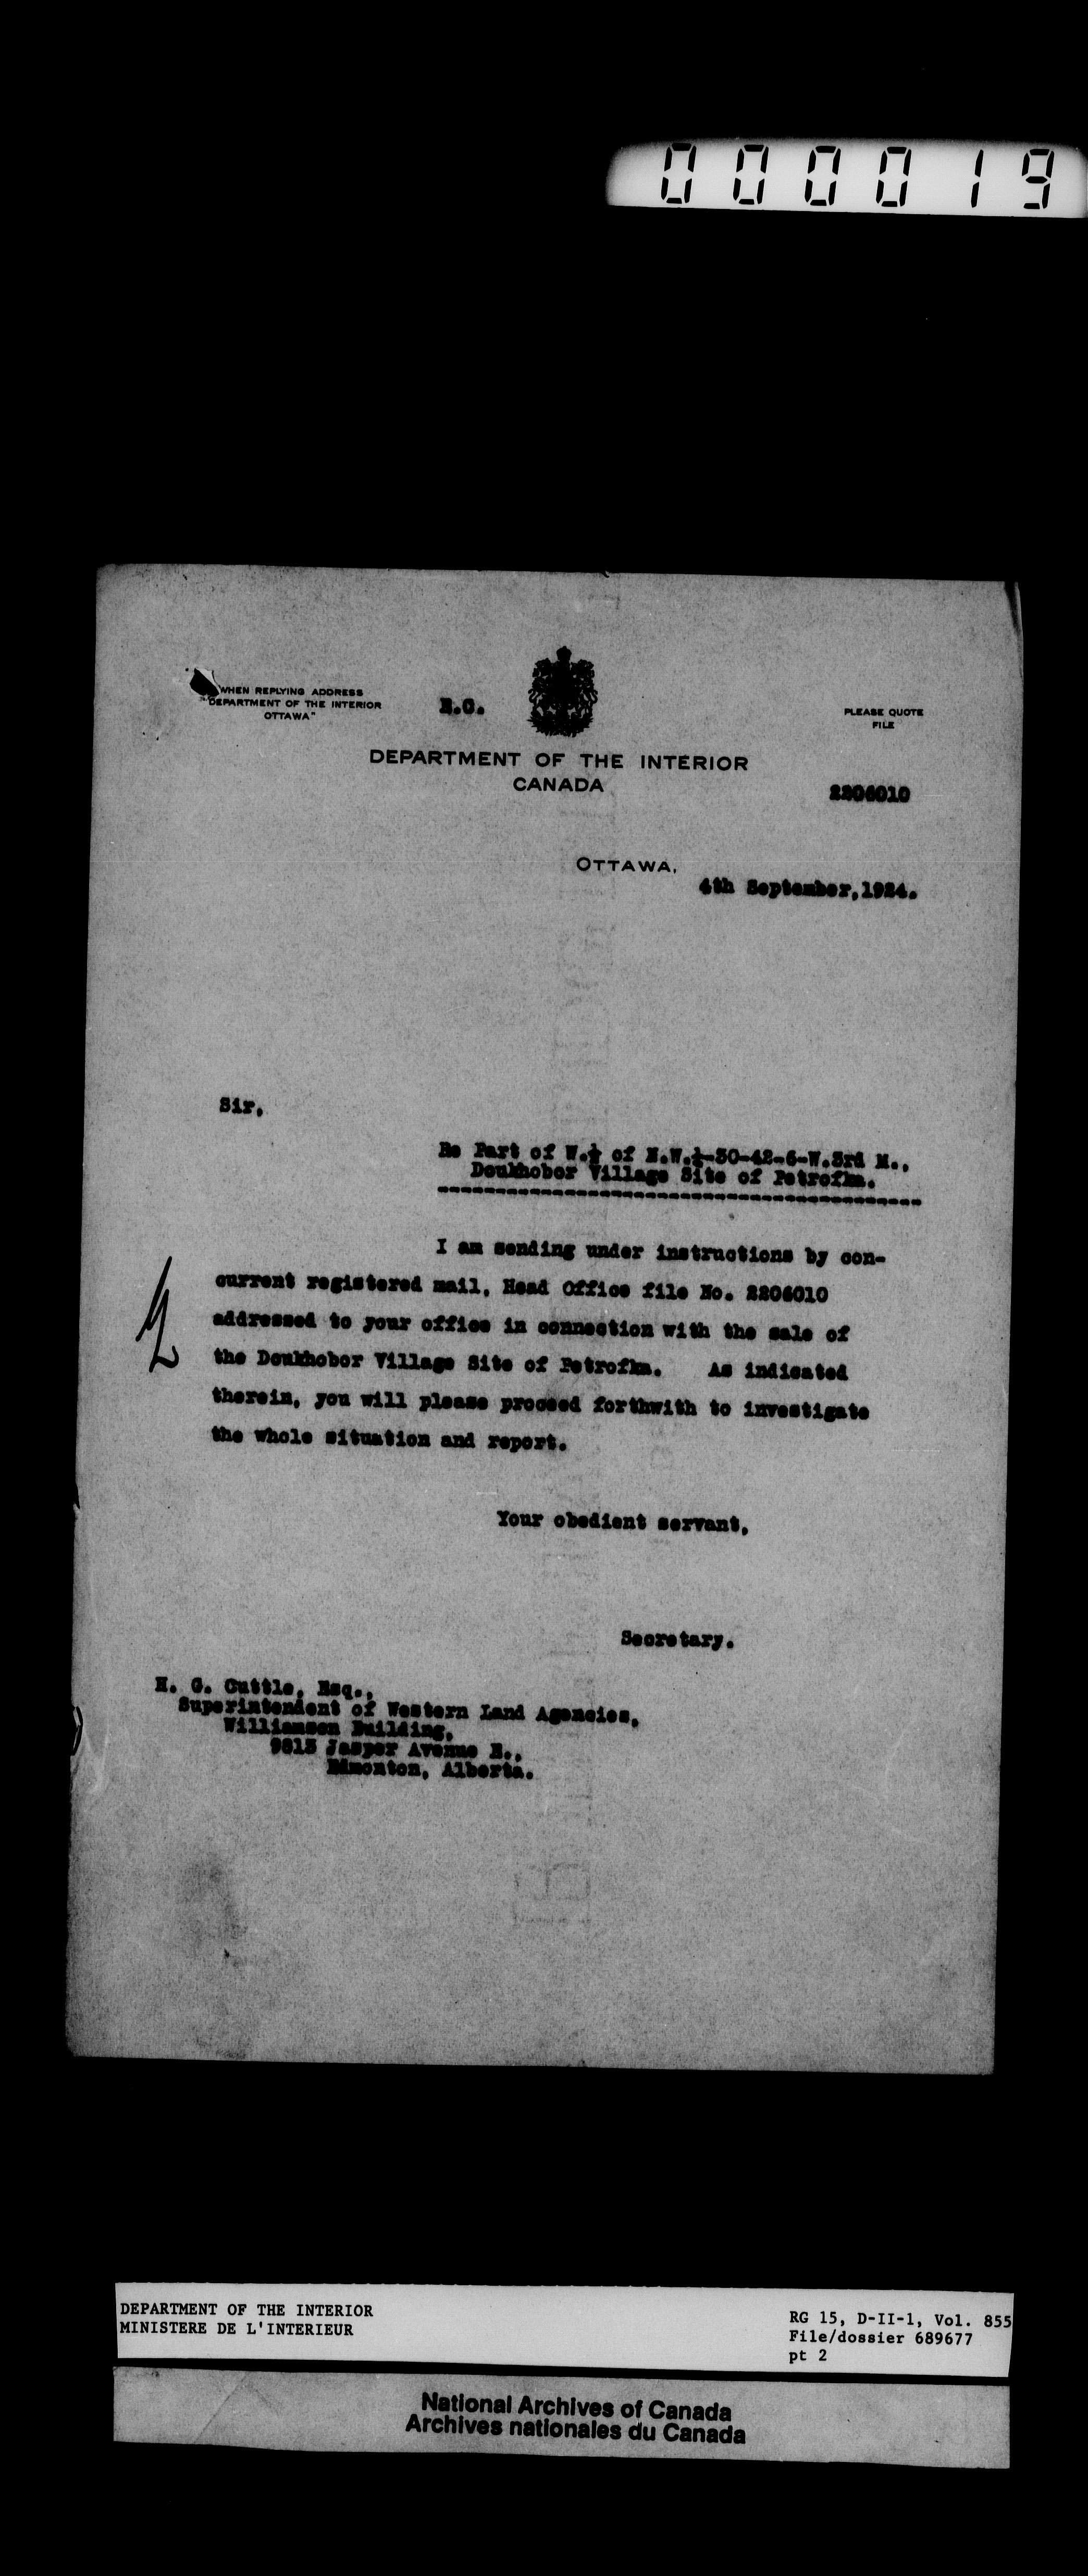 000019
"WHEN REPLYING ADDRESS
"DEPARTMENT OF THE INTERIOR
OTTAWA"
PLEASE QUOTE
FILE
DEPARTMENT OF THE INTERIOR
CANADA
2206010
OTTAWA,
4th September, 1924.
Sir,
Re Part of W.½ of N.W.¼-30-42-6-W.3rd M.,
Doukhobor Village Site of Petrofka.
I am sending under instructions by con-
current registered mail, Head Office file No. 2206010
addressed to your office in connection with the sale of
the Doukhobor Village Site of Petrofka. As indicated
therein, you will please proceed forthwith to investigate
the whole situation and report.
Your obedient servant,
Secretary.
H. G. Cuttle, Esq.,
Superintendent of Western Land Agencies,
Williamson Building,
9813 Jasper Avenue E.,
Edmonton, Alberta.
DEPARTMENT OF THE INTERIOR
MINISTERE DE L'INTERIEUR
RG 15, D-II-1, Vol. 855
File/dossier 689677
pt 2
National Archives of Canada
Archives nationales du Canada